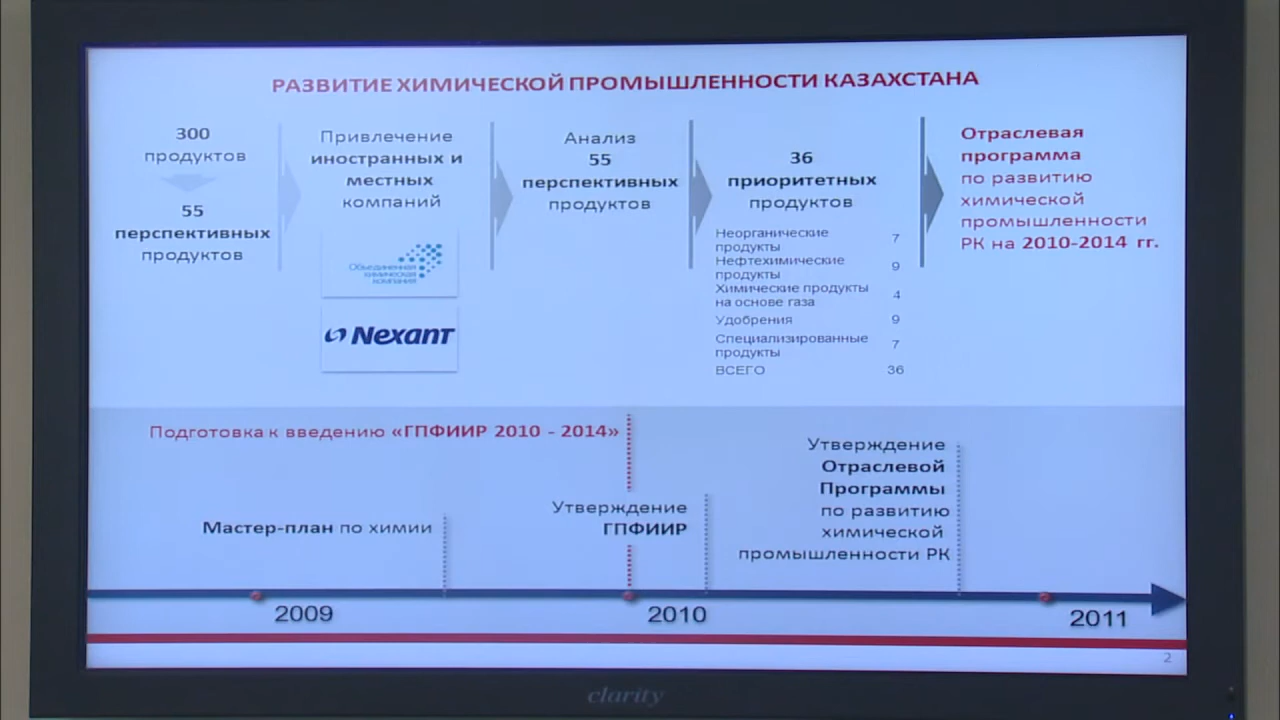 РАЗВИТИЕ ХИМИЧЕСКОЙ ПРОМЫШЛЕННОСТИ КАЗАХСТАНА
300
продуктов
55
перспективных
продуктов
Привлечение
иностранных и
местных
компаний
Объединенная
химическая
компания
Nexant
Анализ
55
перспективных
продуктов
36
приоритетных
продуктов
Неорганические
продукты 7
Нефтехимические
продукты 9
Химические продукты
на основе газа 4
Удобрения 9
Специализированные
продукты 7
ВСЕГО 36
Отраслевая
программа
по развитию
химической
промышленности
РК на 2010-2014 гг.
Подготовка к введению «ГПФИИР 2010 - 2014»
Мастер-план по химии
Утверждение
ГПФИИР
Утверждение
Отраслевой
Программы
по развитию
химической
промышленности РК
2009
2010
2011
2
clarity